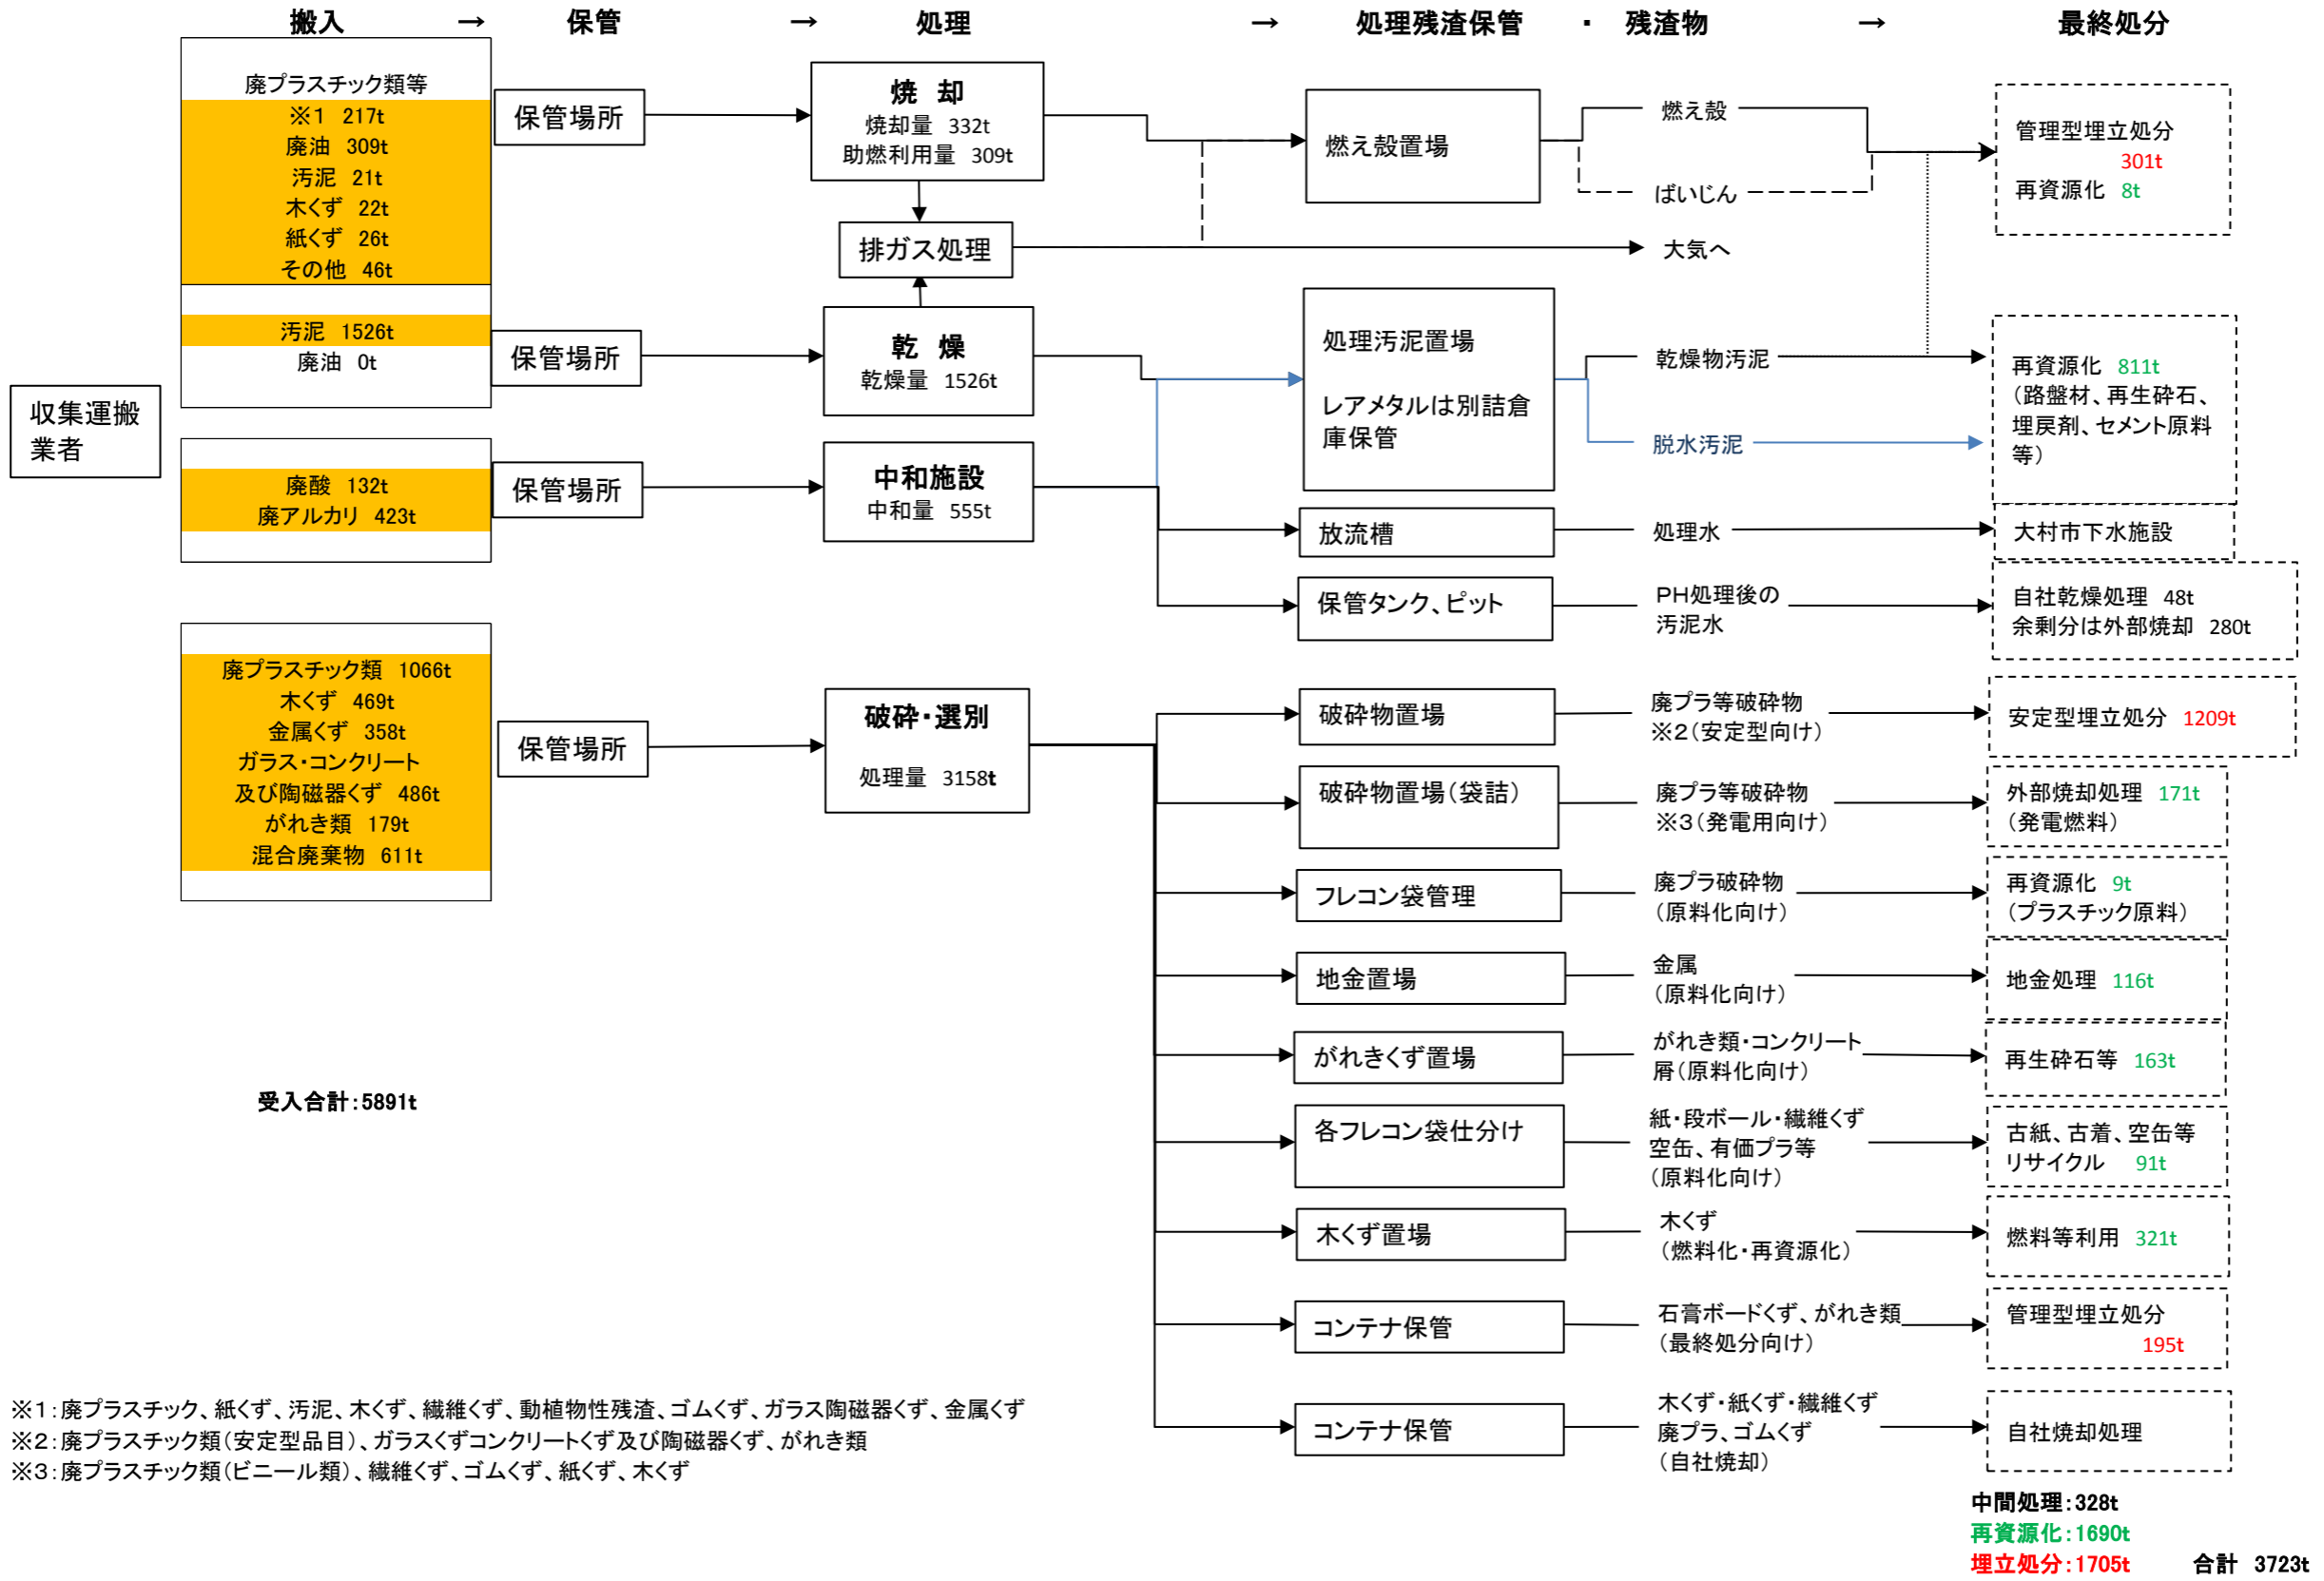 搬入 → 保管 → 処理 → 処理残渣保管 ・ 残渣物 → 最終処分
収集運搬
業者
廃プラスチック類等
※1 217t
廃油 309t
汚泥 21t
木くず 22t
紙くず 26t
その他 46t
汚泥 1526t
廃油 0t
廃酸 132t
廃アルカリ 423t
廃プラスチック類 1066t
木くず 469t
金属くず 358t
ガラス・コンクリート
及び陶磁器くず 486t
がれき類 179t
混合廃棄物 611t
受入合計:5891t
保管場所
保管場所
保管場所
保管場所
焼 却
焼却量 332t
助燃利用量 309t
排ガス処理
乾 燥
乾燥量 1526t
中和施設
中和量 555t
破砕・選別
処理量 3158t
燃え殻置場
処理汚泥置場
レアメタルは別詰倉
庫保管
放流槽
保管タンク、ピット
破砕物置場
破砕物置場(袋詰)
フレコン袋管理
地金置場
がれきくず置場
各フレコン袋仕分け
木くず置場
コンテナ保管
コンテナ保管
燃え殻
ばいじん
大気へ
乾燥物汚泥
脱水汚泥
処理水
PH処理後の
汚泥水
廃プラ等破砕物
※2(安定型向け)
廃プラ等破砕物
※3(発電用向け)
廃プラ破砕物
(原料化向け)
金属
(原料化向け)
がれき類・コンクリート
屑(原料化向け)
紙・段ボール・繊維くず
空缶、有価プラ等
(原料化向け)
木くず
(燃料化・再資源化)
石膏ボードくず、がれき類
(最終処分向け)
木くず・紙くず・繊維くず
廃プラ、ゴムくず
(自社焼却)
管理型埋立処分
301t
再資源化 8t
再資源化 811t
(路盤材、再生砕石、
埋戻剤、セメント原料
等)
大村市下水施設
自社乾燥処理 48t
余剰分は外部焼却 280t
安定型埋立処分 1209t
外部焼却処理 171t
(発電燃料)
再資源化 9t
(プラスチック原料)
地金処理 116t
再生砕石等 163t
古紙、古着、空缶等
リサイクル 91t
燃料等利用 321t
管理型埋立処分
195t
自社焼却処理
※1:廃プラスチック、紙くず、汚泥、木くず、繊維くず、動植物性残渣、ゴムくず、ガラス陶磁器くず、金属くず
※2:廃プラスチック類(安定型品目)、ガラスくずコンクリートくず及び陶磁器くず、がれき類
※3:廃プラスチック類(ビニール類)、繊維くず、ゴムくず、紙くず、木くず
中間処理:328t
再資源化:1690t
埋立処分:1705t 合計 3723t